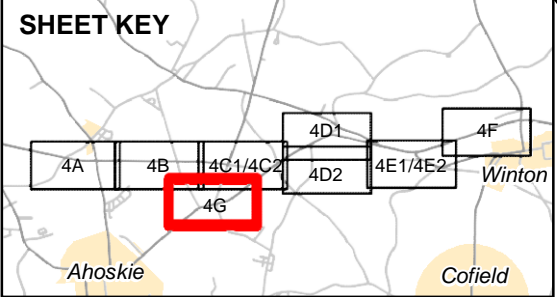 SHEET KEY
4D1
4F
4A
4B
4C1/4C2
4D2
4E1/4E2
Winton
4G
Ahoskie
Cofield